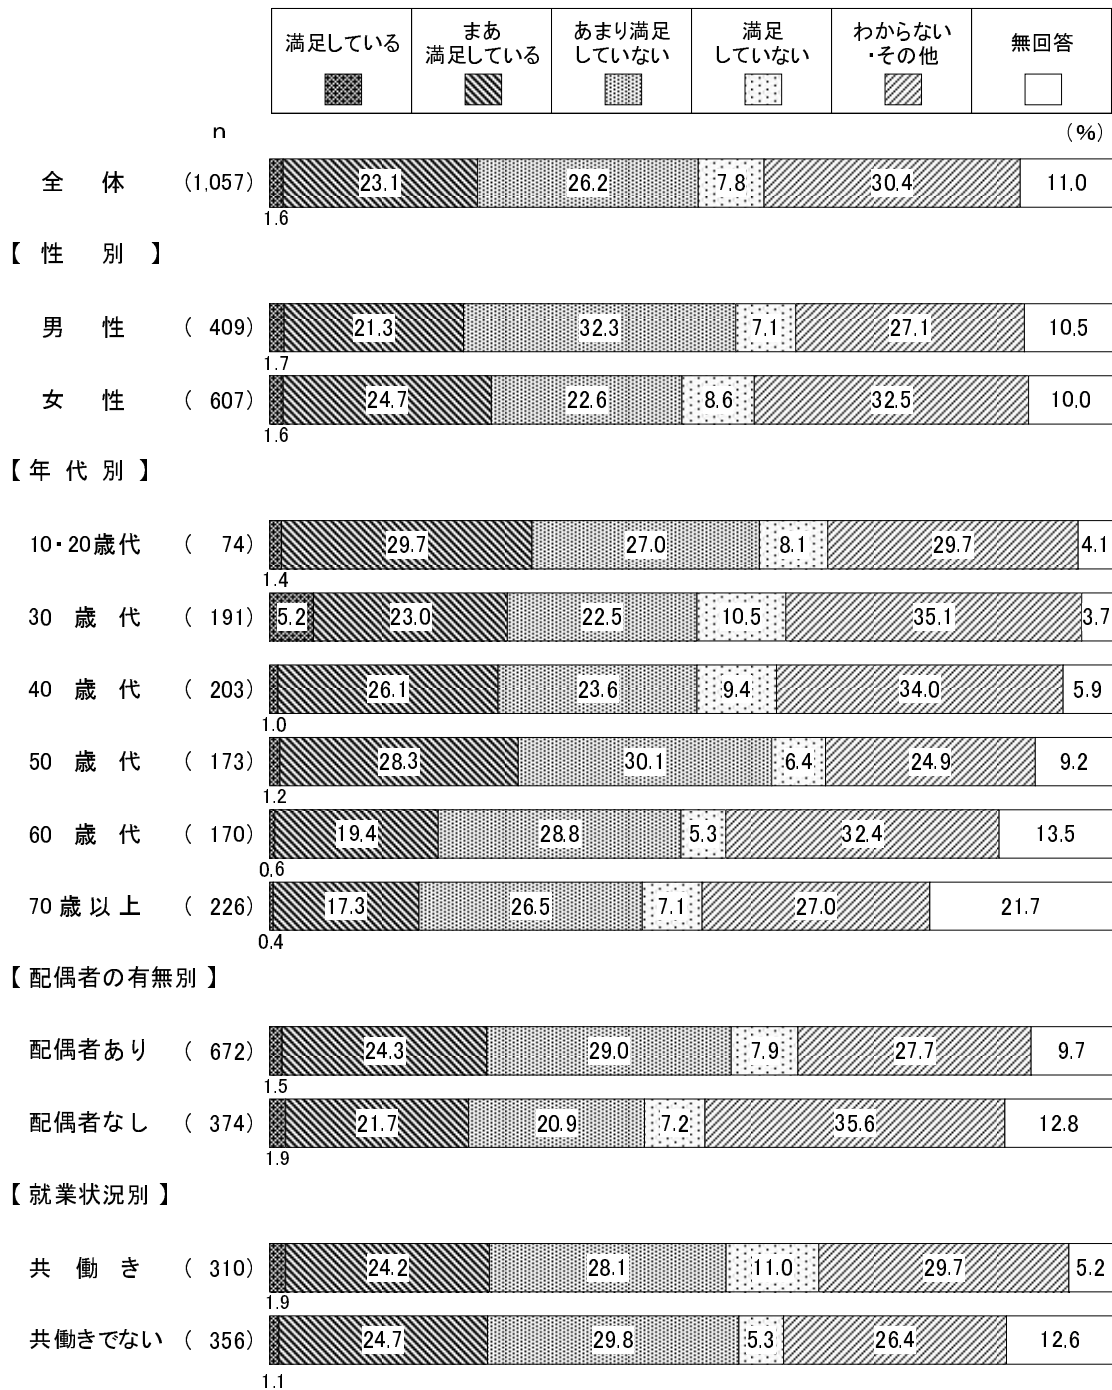 満足している
まあ
満足している
あまり満足
していない
満足
していない
わからない
・その他
無回答
n
(%)
全 体 (1,057) 23.1 26.2 7.8 30.4 11.0
1.6
【 性 別 】
男 性 ( 409) 21.3 32.3 7.1 27.1 10.5
1.7
女 性 ( 607) 24.7 22.6 8.6 32.5 10.0
1.6
【 年 代 別 】
10・20歳代 ( 74) 29.7 27.0 8.1 29.7 4.1
1.4
30 歳 代 ( 191) 5.2 23.0 22.5 10.5 35.1 3.7
40 歳 代 ( 203) 26.1 23.6 9.4 34.0 5.9
1.0
50 歳 代 ( 173) 28.3 30.1 6.4 24.9 9.2
1.2
60 歳 代 ( 170) 19.4 28.8 5.3 32.4 13.5
0.6
70 歳 以 上 ( 226) 17.3 26.5 7.1 27.0 21.7
0.4
【 配偶者の有無別 】
配偶者あり ( 672) 24.3 29.0 7.9 27.7 9.7
1.5
配偶者なし ( 374) 21.7 20.9 7.2 35.6 12.8
1.9
【 就業状況別 】
共 働 き ( 310) 24.2 28.1 11.0 29.7 5.2
1.9
共働きでない ( 356) 24.7 29.8 5.3 26.4 12.6
1.1